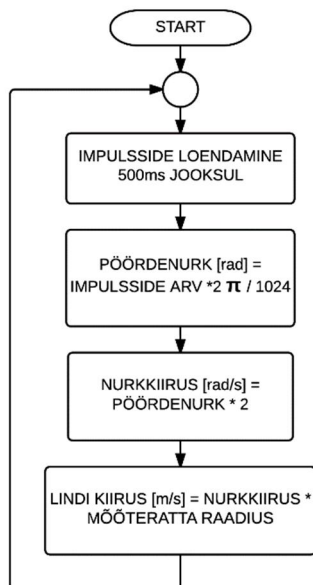 START
IMPULSSIDE LOENDAMINE
500ms JOOKSUL
PÖÖRDENURK [rad] =
IMPULSSIDE ARV *2 π / 1024
NURKKIIRUS [rad/s] =
PÖÖRDENURK * 2
LINDI KIIRUS [m/s] = NURKKIIRUS *
MÕÕTERATTA RAADIUS